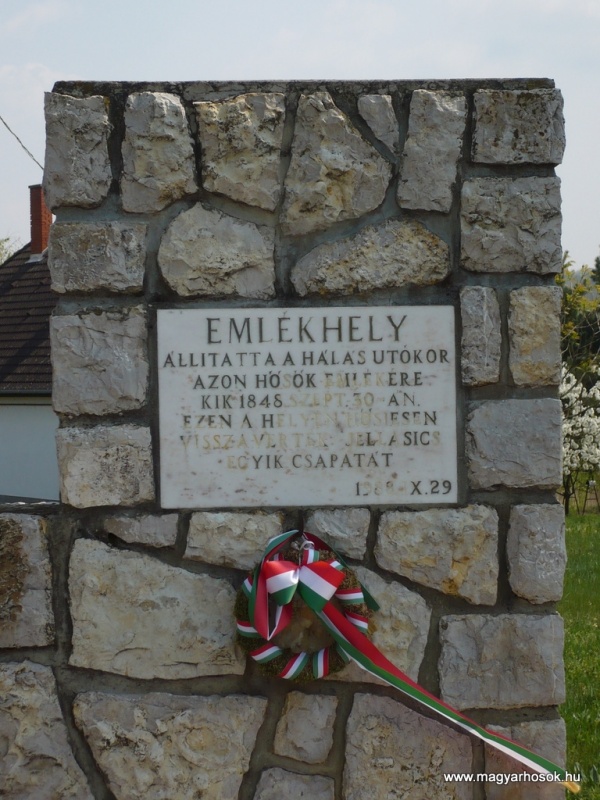 EMLÉKHELY
ÁLLITATTA A HÁLÁS UTÓKOR
AZON HŐSÖK EMLÉKÉRE
KIK 1848. SZEPT. 30-ÁN
EZEN A HELYEN HŐSIESEN
VISSZAVERTÉK JELLASICS
EGYIK CSAPATÁT
X. 29
www.magyarhosok.hu